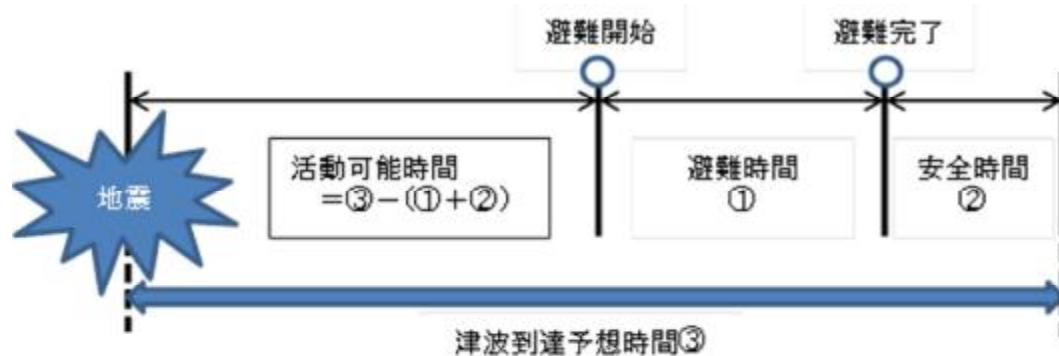 避難開始
避難完了
地震
活動可能時間
=③-(①+②)
避難時間
①
安全時間
②
津波到達予想時間③